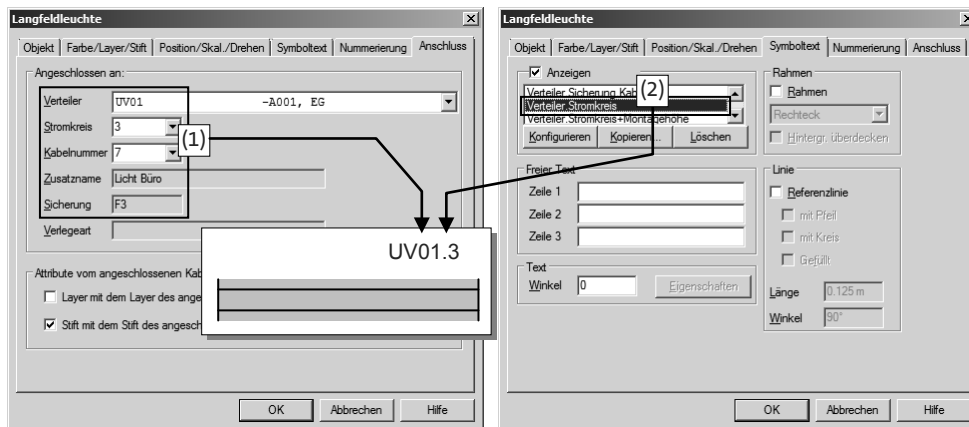 Langfeldleuchte
Objekt Farbe/Layer/Stift Position/Skal./Drehen Symboltext Nummerierung Anschluss
Angeschlossen an:
Verteiler UV01 -A001, EG
Stromkreis 3
Kabelnummer 7
(1)
Zusatzname Licht Büro
Sicherung F3
Verlegeart
UV01.3
Attribute vom angeschlossenen Kab
Layer mit dem Layer des ange
Stift mit dem Stift des angesch
OK Abbrechen Hilfe
Langfeldleuchte
Objekt Farbe/Layer/Stift Position/Skal./Drehen Symboltext Nummerierung Anschluss
Anzeigen
Verteiler.Sicherung.Kab
(2)
Verteiler.Stromkreis
Verteiler.Stromkreis+Montagehöhe
Konfigurieren Kopieren... Löschen
Freier Text
Zeile 1
Zeile 2
Zeile 3
Text
Winkel 0 Eigenschaften
Rahmen
Rahmen
Rechteck
Hintergr. überdecken
Linie
Referenzlinie
mit Pfeil
mit Kreis
Gefüllt
Länge 0.125 m
Winkel 90°
OK Abbrechen Hilfe